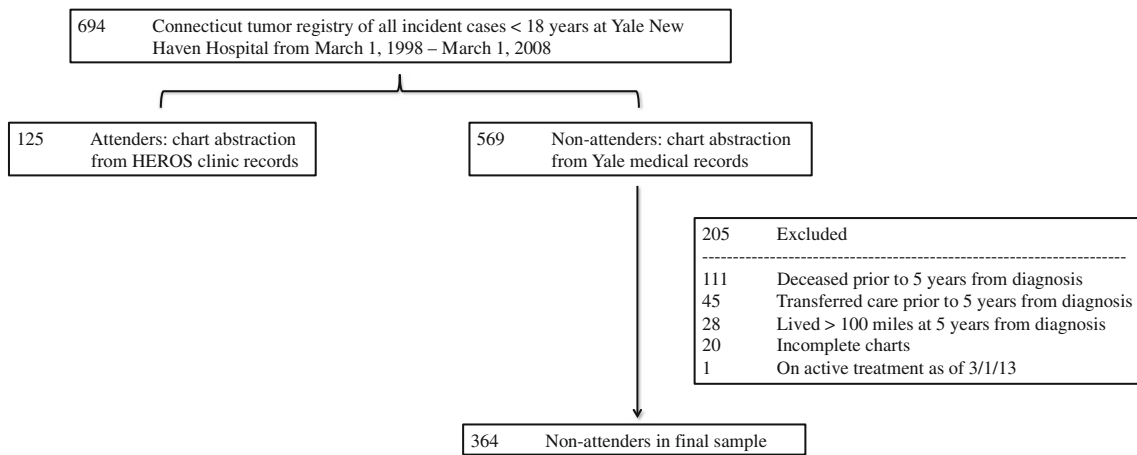 694 Connecticut tumor registry of all incident cases < 18 years at Yale New
Haven Hospital from March 1, 1998 – March 1, 2008
125 Attenders: chart abstraction
from HEROS clinic records
569 Non-attenders: chart abstraction
from Yale medical records
205 Excluded
--------------------------------------------------------------------
111 Deceased prior to 5 years from diagnosis
45 Transferred care prior to 5 years from diagnosis
28 Lived > 100 miles at 5 years from diagnosis
20 Incomplete charts
1 On active treatment as of 3/1/13
364 Non-attenders in final sample